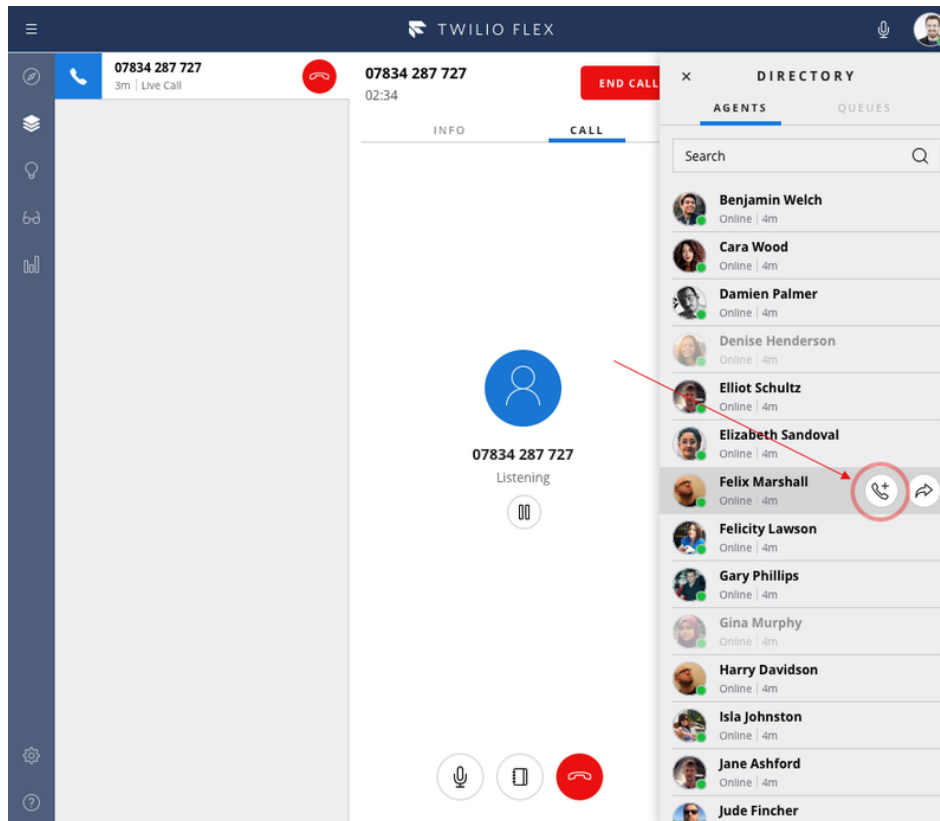 TWILIO FLEX
07834 287 727
3m | Live Call
07834 287 727
02:34
END CALL
INFO
CALL
07834 287 727
Listening
DIRECTORY
AGENTS
QUEUES
Search
Benjamin Welch
Online | 4m
Cara Wood
Online | 4m
Damien Palmer
Online | 4m
Denise Henderson
Online | 4m
Elliot Schultz
Online | 4m
Elizabeth Sandoval
Online | 4m
Felix Marshall
Online | 4m
Felicity Lawson
Online | 4m
Gary Phillips
Online | 4m
Gina Murphy
Online | 4m
Harry Davidson
Online | 4m
Isla Johnston
Online | 4m
Jane Ashford
Online | 4m
Jude Fincher